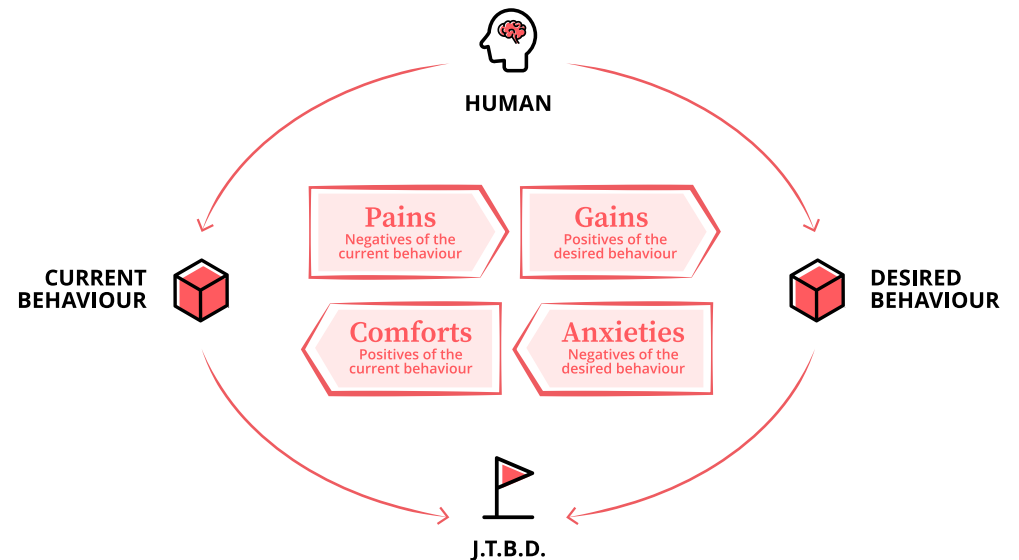 HUMAN
Pains
Negatives of the
current behaviour
Gains
Positives of the
desired behaviour
CURRENT
BEHAVIOUR
DESIRED
BEHAVIOUR
Comforts
Positives of the
current behaviour
Anxieties
Negatives of the
desired behaviour
J.T.B.D.